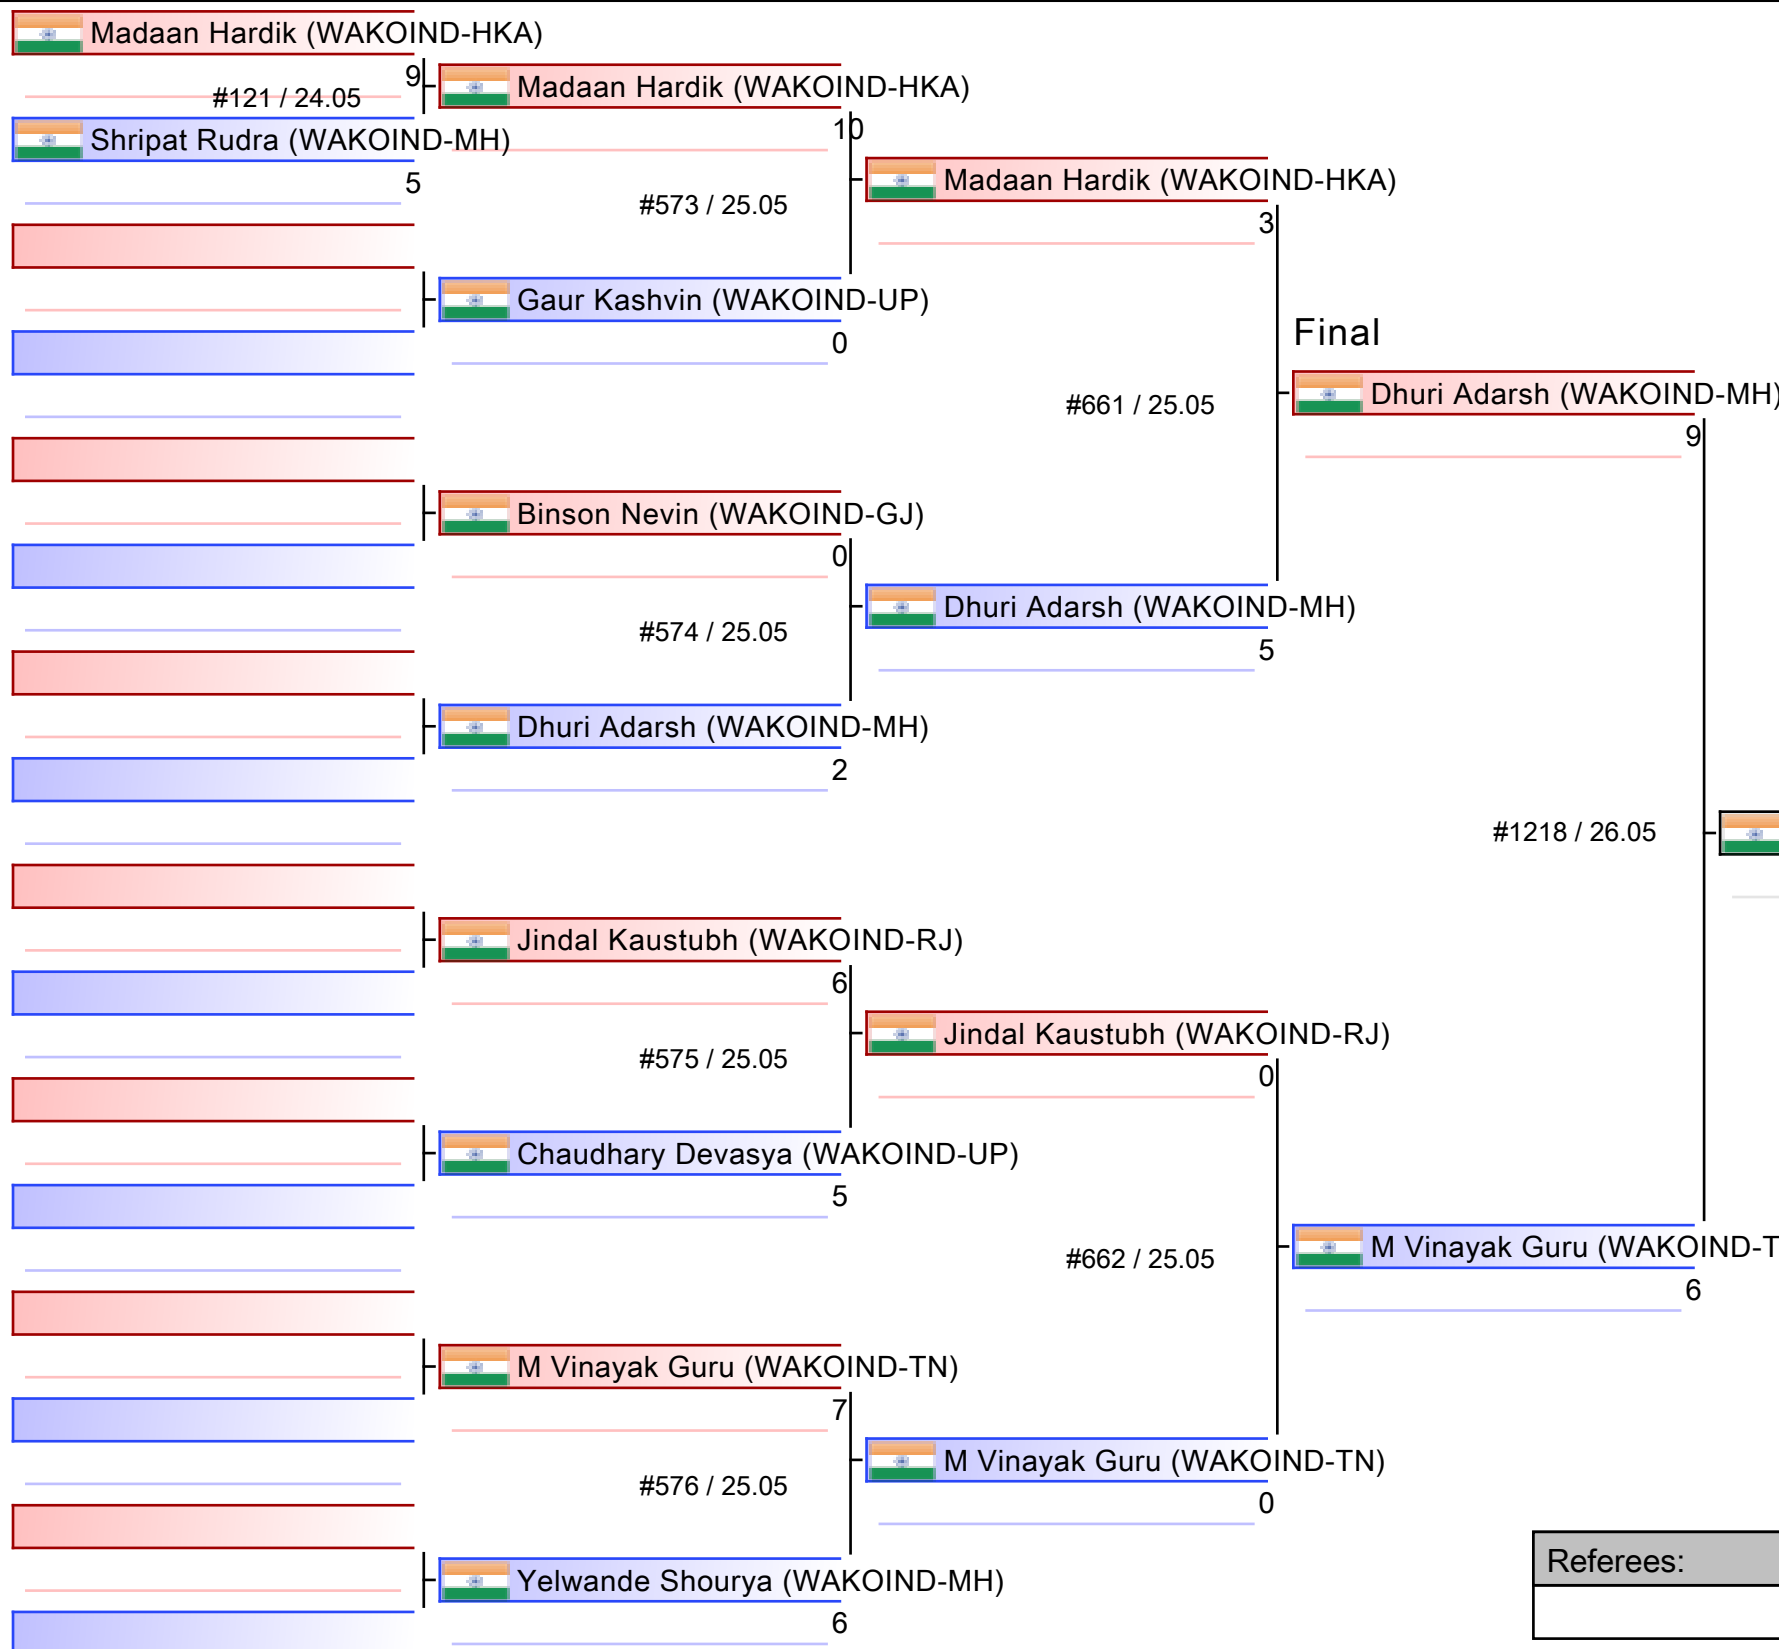 Madaan Hardik (WAKOIND-HKA)
9
#121 / 24.05
Shripat Rudra (WAKOIND-MH)
5
Madaan Hardik (WAKOIND-HKA)
10
#573 / 25.05
Gaur Kashvin (WAKOIND-UP)
0
Binson Nevin (WAKOIND-GJ)
0
#574 / 25.05
Dhuri Adarsh (WAKOIND-MH)
2
Jindal Kaustubh (WAKOIND-RJ)
6
#575 / 25.05
Chaudhary Devasya (WAKOIND-UP)
5
M Vinayak Guru (WAKOIND-TN)
7
#576 / 25.05
Yelwande Shourya (WAKOIND-MH)
6
Madaan Hardik (WAKOIND-HKA)
3
#661 / 25.05
Dhuri Adarsh (WAKOIND-MH)
5
Jindal Kaustubh (WAKOIND-RJ)
0
#662 / 25.05
M Vinayak Guru (WAKOIND-TN)
0
Final
Dhuri Adarsh (WAKOIND-MH)
9
#1218 / 26.05
M Vinayak Guru (WAKOIND-T
6
Referees: